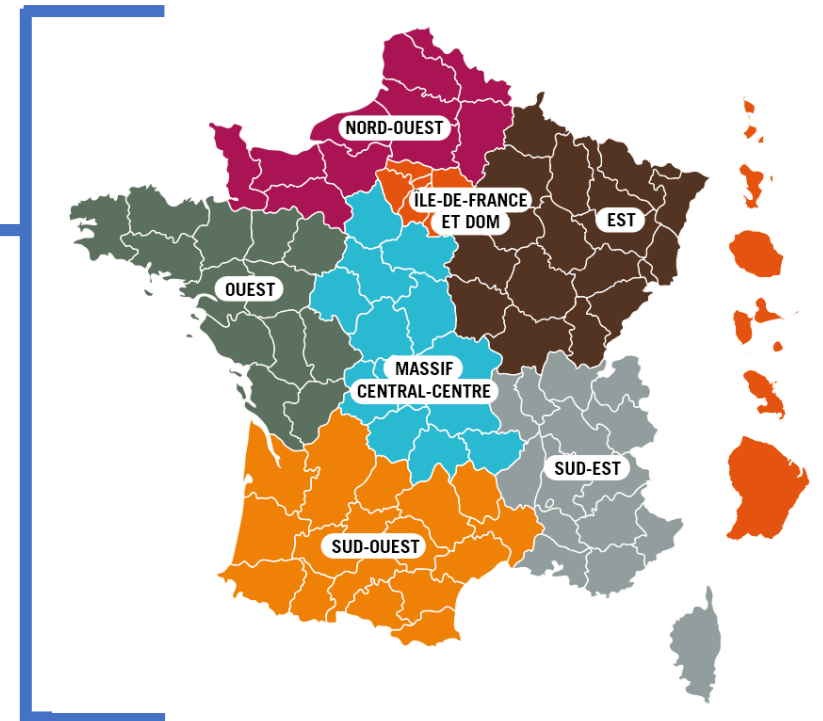 NORD-OUEST
ÎLE-DE-FRANCE
ET DOM
EST
OUEST
MASSIF
CENTRAL-CENTRE
SUD-EST
SUD-OUEST